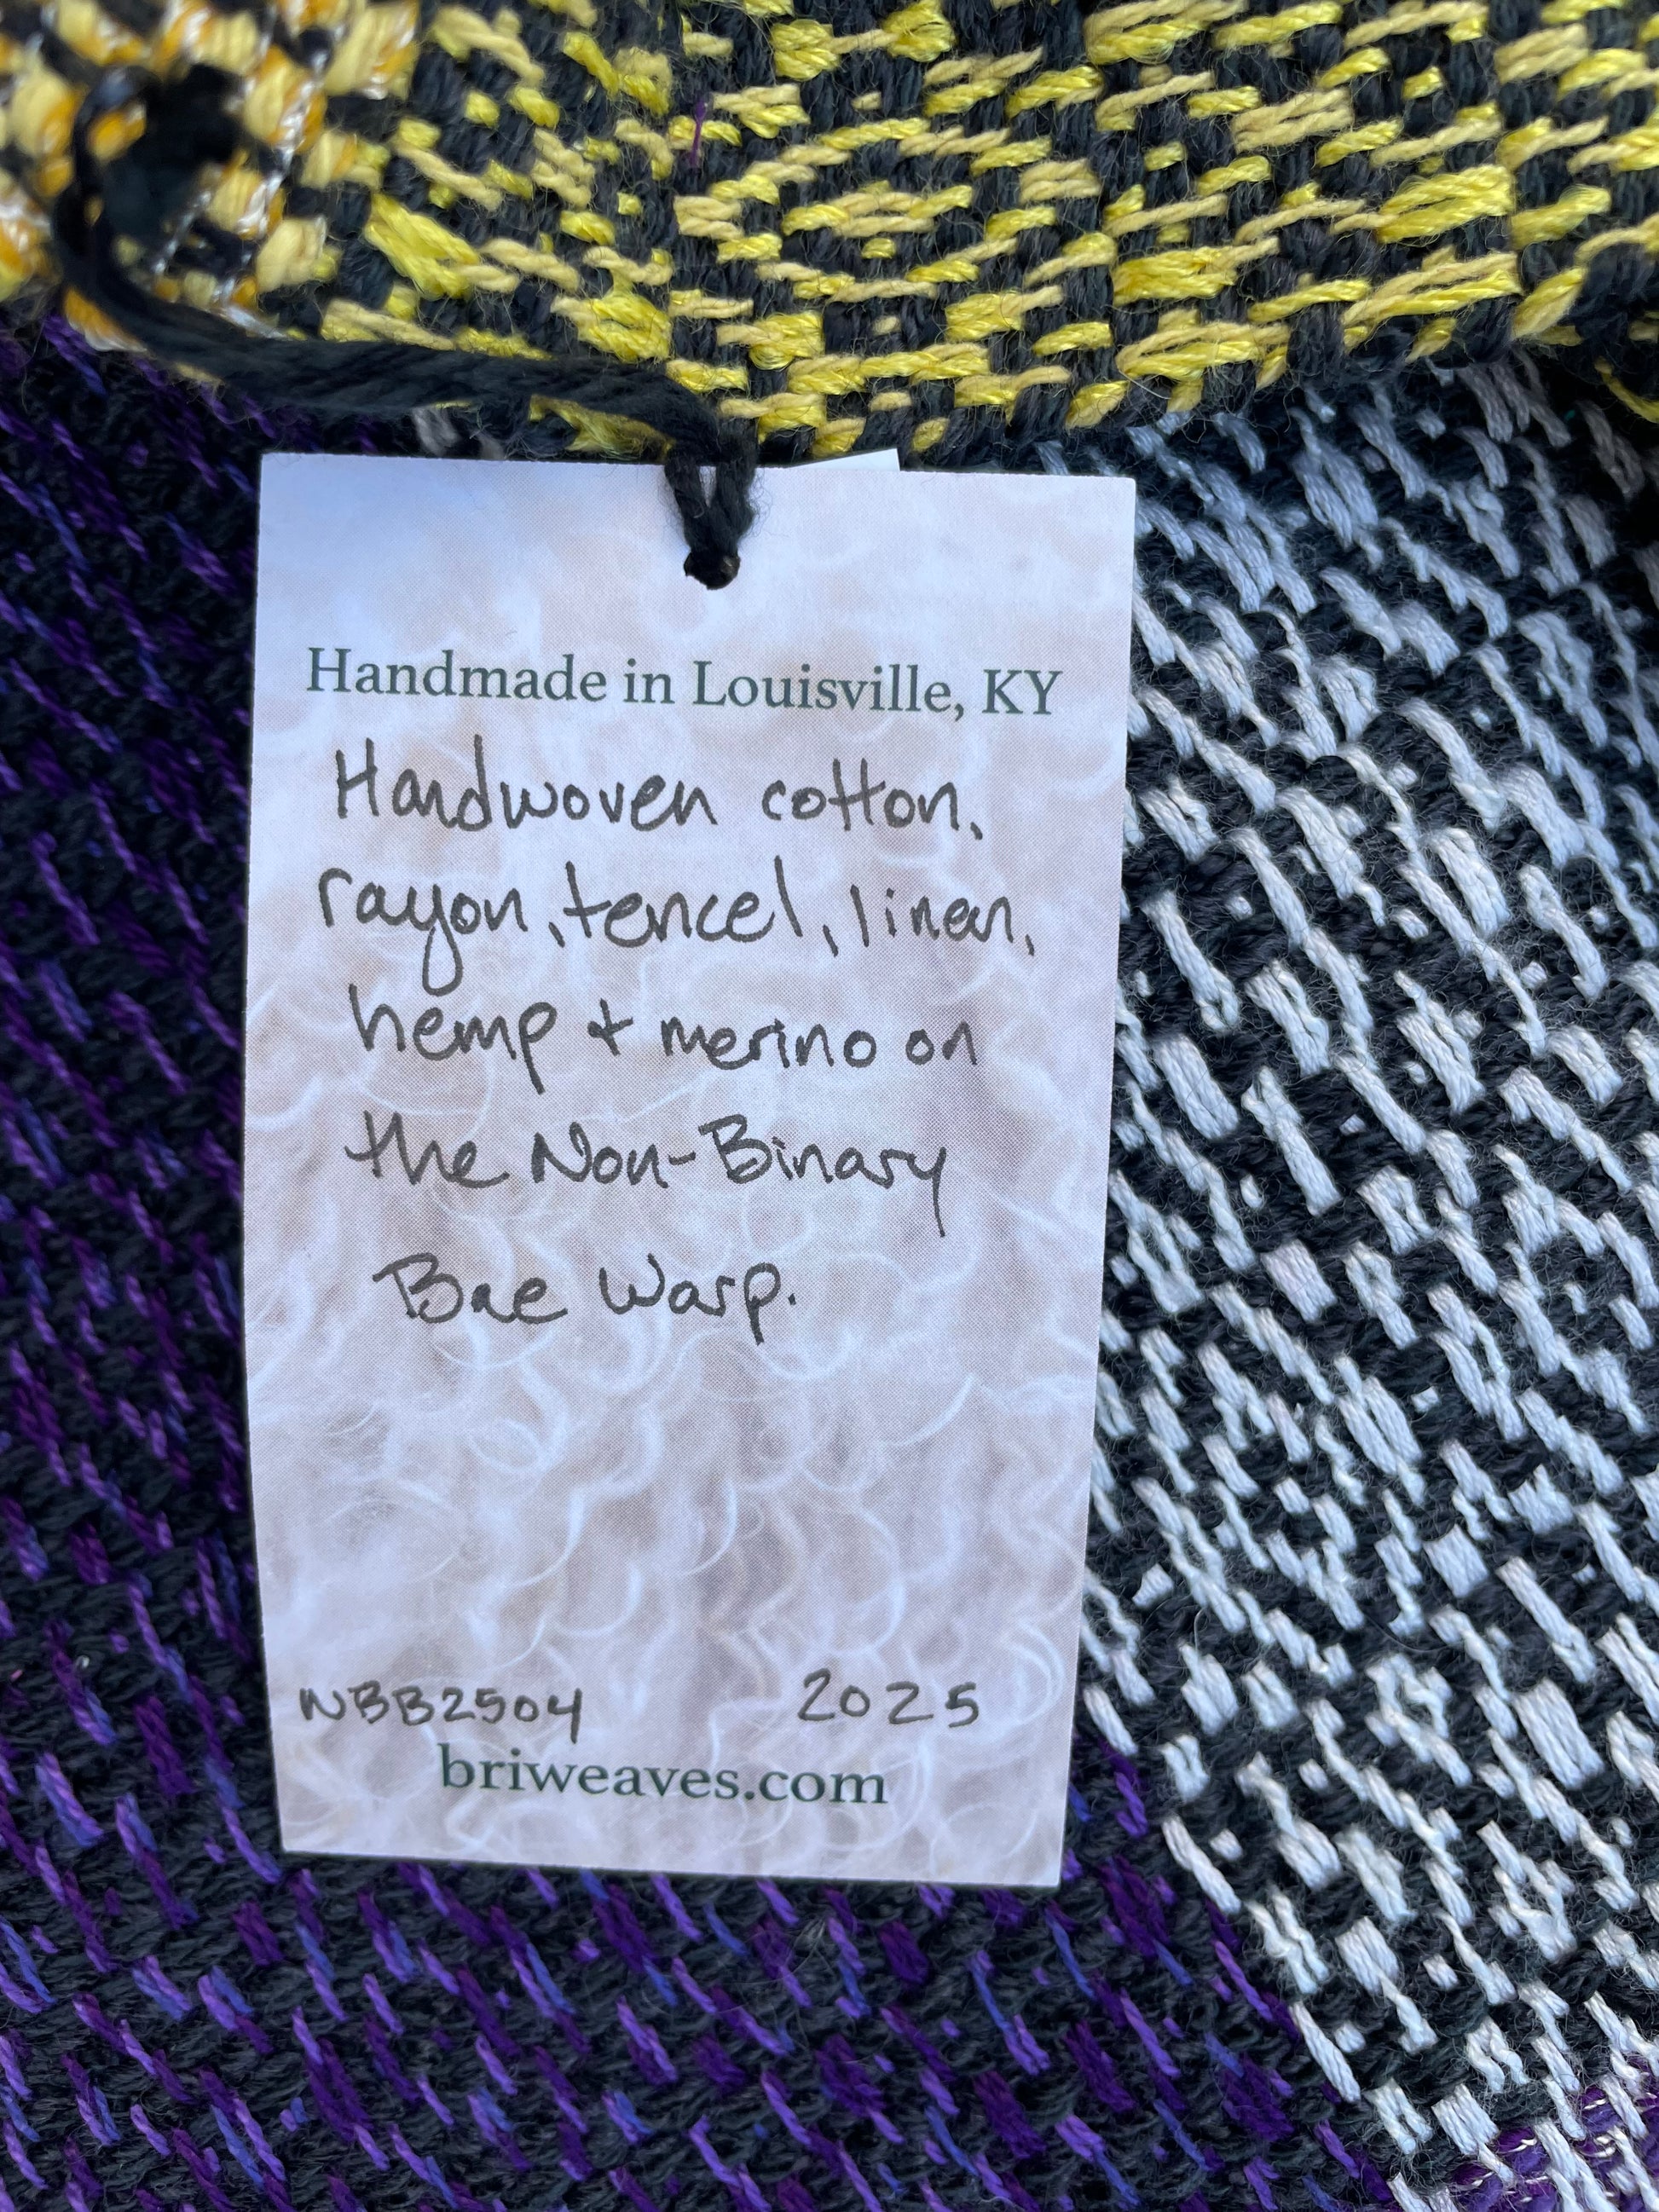 Handmade in Louisville, KY
Handwoven cotton,
rayon, tencel, linen,
hemp + merino on
the Non-Binary
Bae Warp.
NBB2504 2025
briweaves.com